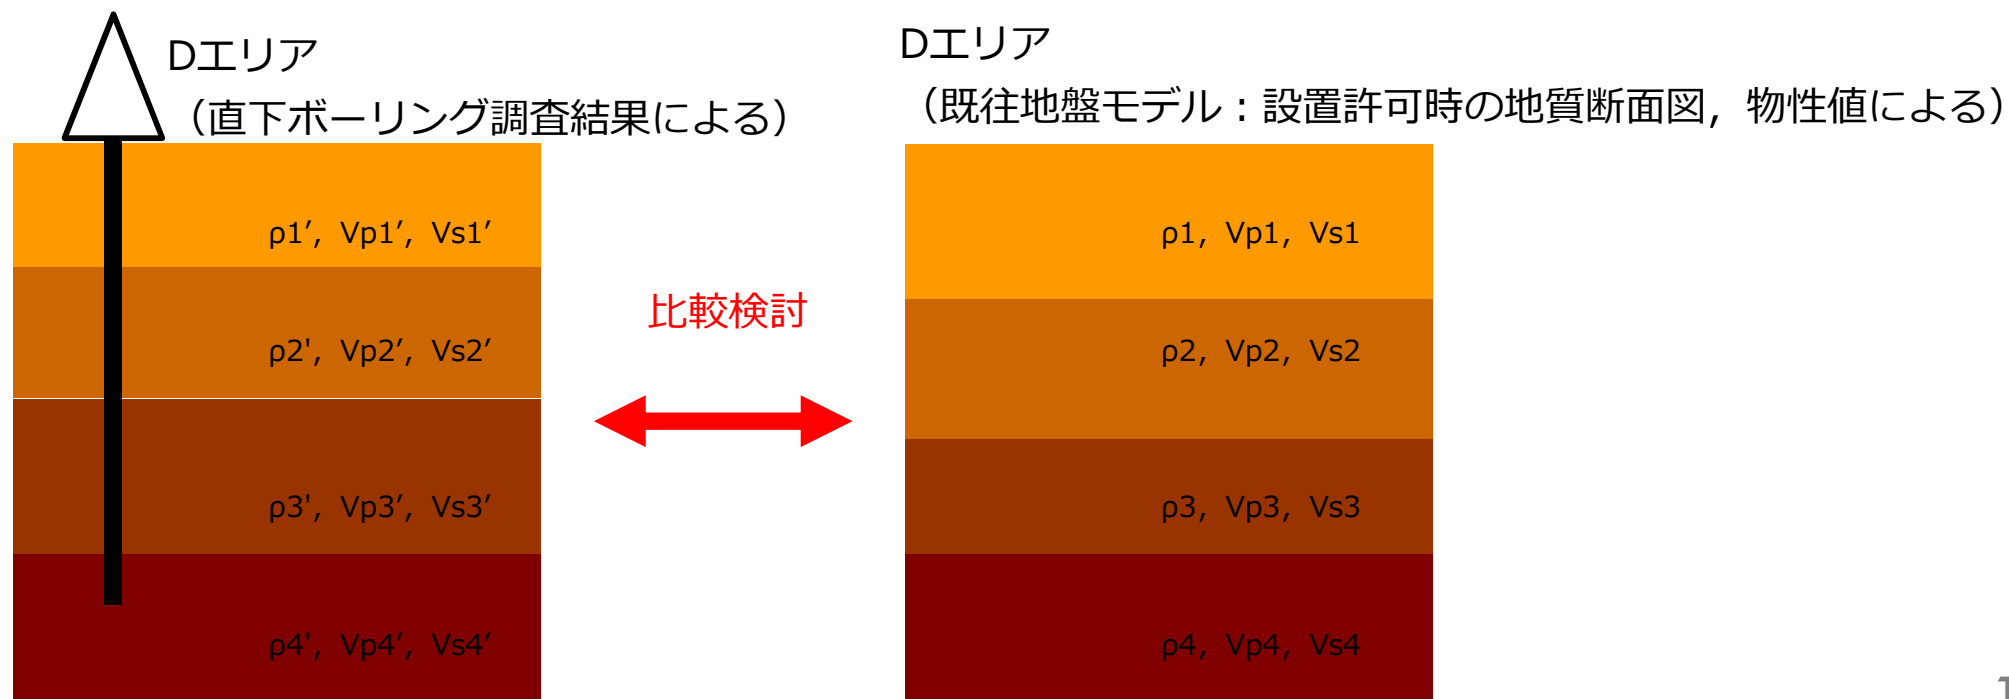 Dエリア
（直下ボーリング調査結果による）
ρ1′, Vp1′, Vs1′
ρ2', Vp2′, Vs2′
ρ3', Vp3′, Vs3′
ρ4', Vp4′, Vs4′
比較検討
Dエリア
（既往地盤モデル：設置許可時の地質断面図，物性値による）
ρ1, Vp1, Vs1
ρ2, Vp2, Vs2
ρ3, Vp3, Vs3
ρ4, Vp4, Vs4